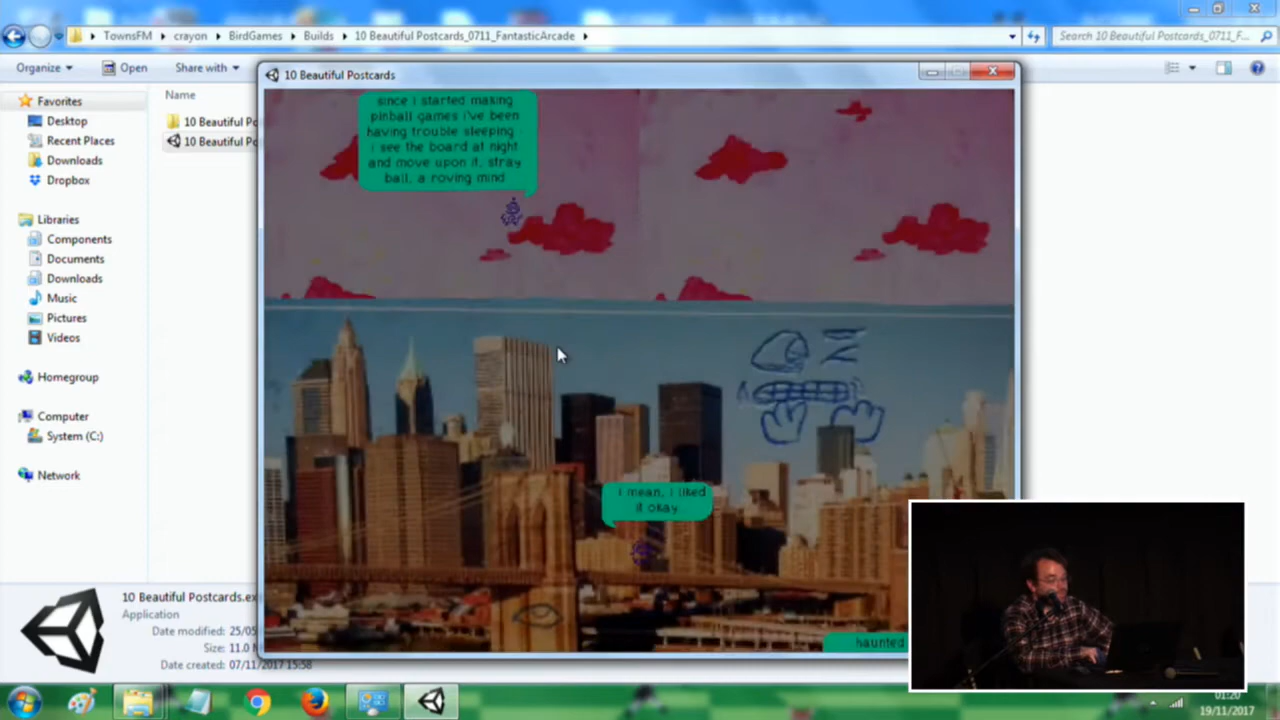 TownsFM
crayon
BirdGames
Builds
10 Beautiful Postcards_0711_FantasticArcade
Search 10 Beautiful Postcards_0711_F...
Organize
Open
Share with
Favorites
Desktop
Recent Places
Downloads
Dropbox
Libraries
Components
Documents
Downloads
Music
Pictures
Videos
Homegroup
Computer
System (C:)
Network
Name
10 Beautiful Po
10 Beautiful Po
10 Beautiful Postcards
since i started making
pinball games i've been
having trouble sleeping
i see the board at night
and move upon it, stray
ball, a roving mind
i mean, i liked
it okay.
haunted
10 Beautiful Postcards.ex
Application
Date modified: 25/05
Size: 11.0
Date created: 07/11/2017 15:58
01:20
19/11/2017